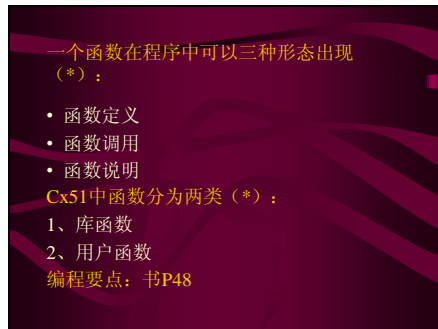 一个函数在程序中可以三种形态出现
（*）：
• 函数定义
• 函数调用
• 函数说明
Cx51中函数分为两类（*）：
1、库函数
2、用户函数
编程要点：书P48